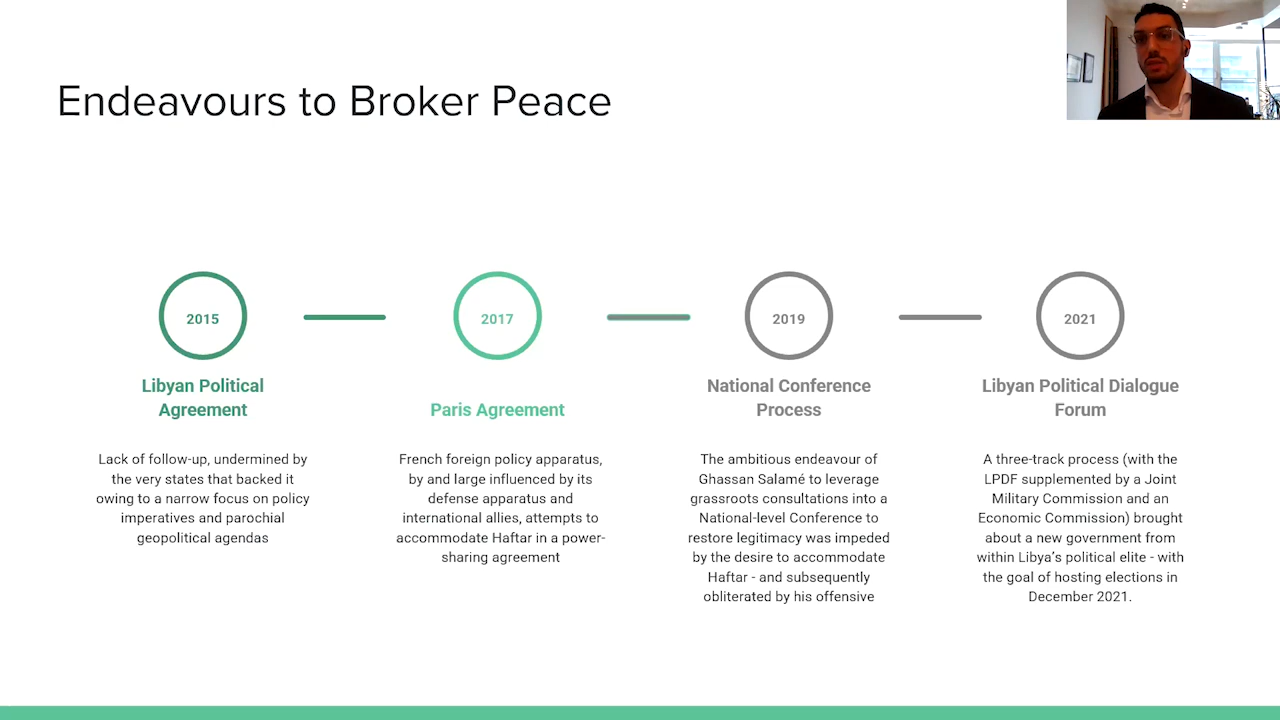 Endeavours to Broker Peace
2015
Libyan Political
Agreement
Lack of follow-up, undermined by
the very states that backed it
owing to a narrow focus on policy
imperatives and parochial
geopolitical agendas
2017
Paris Agreement
French foreign policy apparatus,
by and large influenced by its
defense apparatus and
international allies, attempts to
accommodate Haftar in a power-
sharing agreement
2019
National Conference
Process
The ambitious endeavour of
Ghassan Salamé to leverage
grassroots consultations into a
National-level Conference to
restore legitimacy was impeded
by the desire to accommodate
Haftar - and subsequently
obliterated by his offensive
2021
Libyan Political Dialogue
Forum
A three-track process (with the
LPDF supplemented by a Joint
Military Commission and an
Economic Commission) brought
about a new government from
within Libya's political elite - with
the goal of hosting elections in
December 2021.